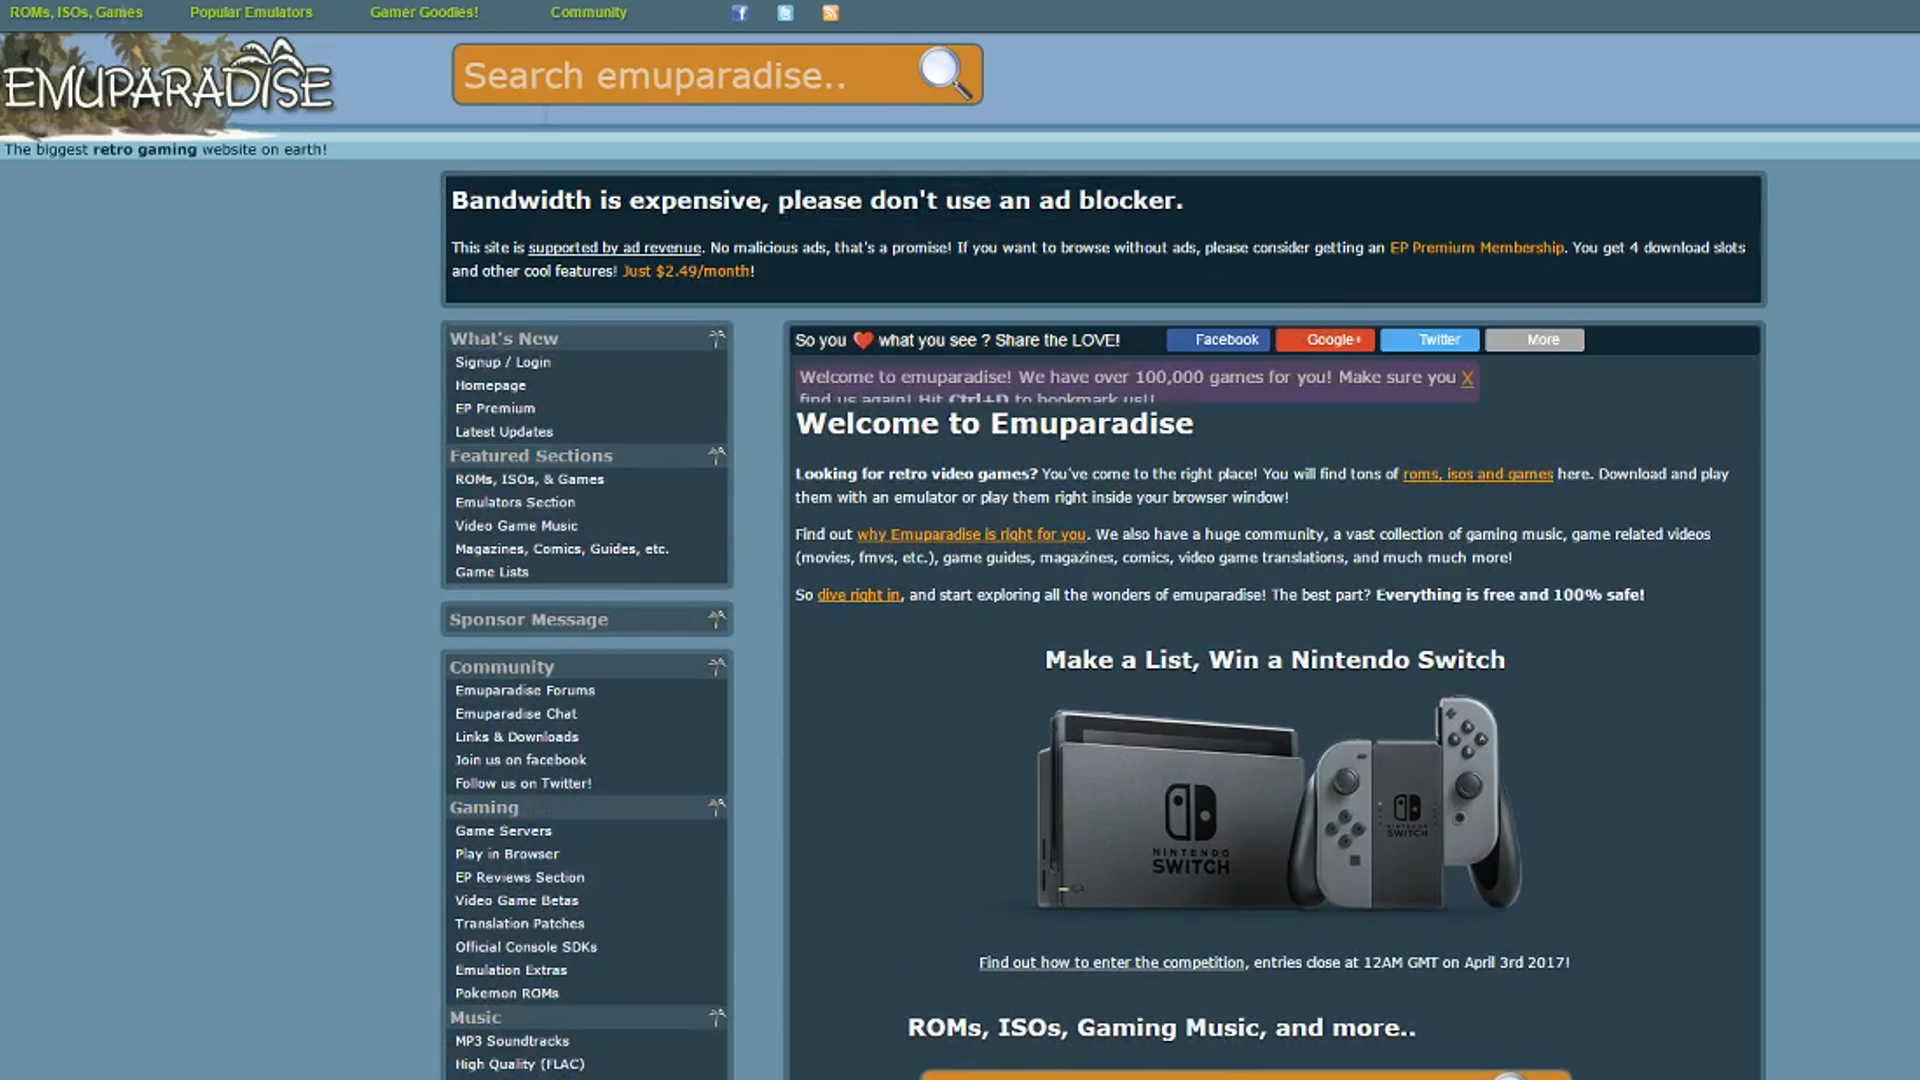 ROMs, ISOs, Games Popular Emulators Gamer Goodies! Community
EMUPARADISE
Search emuparadise..
The biggest retro gaming website on earth!
Bandwidth is expensive, please don't use an ad blocker.
This site is supported by ad revenue. No malicious ads, that's a promise! If you want to browse without ads, please consider getting an EP Premium Membership. You get 4 download slots
and other cool features! Just $2.49/month!
What's New
Signup / Login
Homepage
EP Premium
Latest Updates
Featured Sections
ROMs, ISOs, & Games
Emulators Section
Video Game Music
Magazines, Comics, Guides, etc.
Game Lists
Sponsor Message
Community
Emuparadise Forums
Emuparadise Chat
Links & Downloads
Join us on facebook
Follow us on Twitter!
Gaming
Game Servers
Play in Browser
EP Reviews Section
Video Game Betas
Translation Patches
Official Console SDKs
Emulation Extras
Pokemon ROMs
Music
MP3 Soundtracks
High Quality (FLAC)
So you ❤ what you see ? Share the LOVE! Facebook Google+ Twitter More
Welcome to emuparadise! We have over 100,000 games for you! Make sure you X
find us again! Hit Ctrl+D to bookmark us!!
Welcome to Emuparadise
Looking for retro video games? You've come to the right place! You will find tons of roms, isos and games here. Download and play
them with an emulator or play them right inside your browser window!
Find out why Emuparadise is right for you. We also have a huge community, a vast collection of gaming music, game related videos
(movies, fmvs, etc.), game guides, magazines, comics, video game translations, and much much more!
So dive right in, and start exploring all the wonders of emuparadise! The best part? Everything is free and 100% safe!
Make a List, Win a Nintendo Switch
NINTENDO
SWITCH
NINTENDO
SWITCH
Find out how to enter the competition, entries close at 12AM GMT on April 3rd 2017!
ROMs, ISOs, Gaming Music, and more..